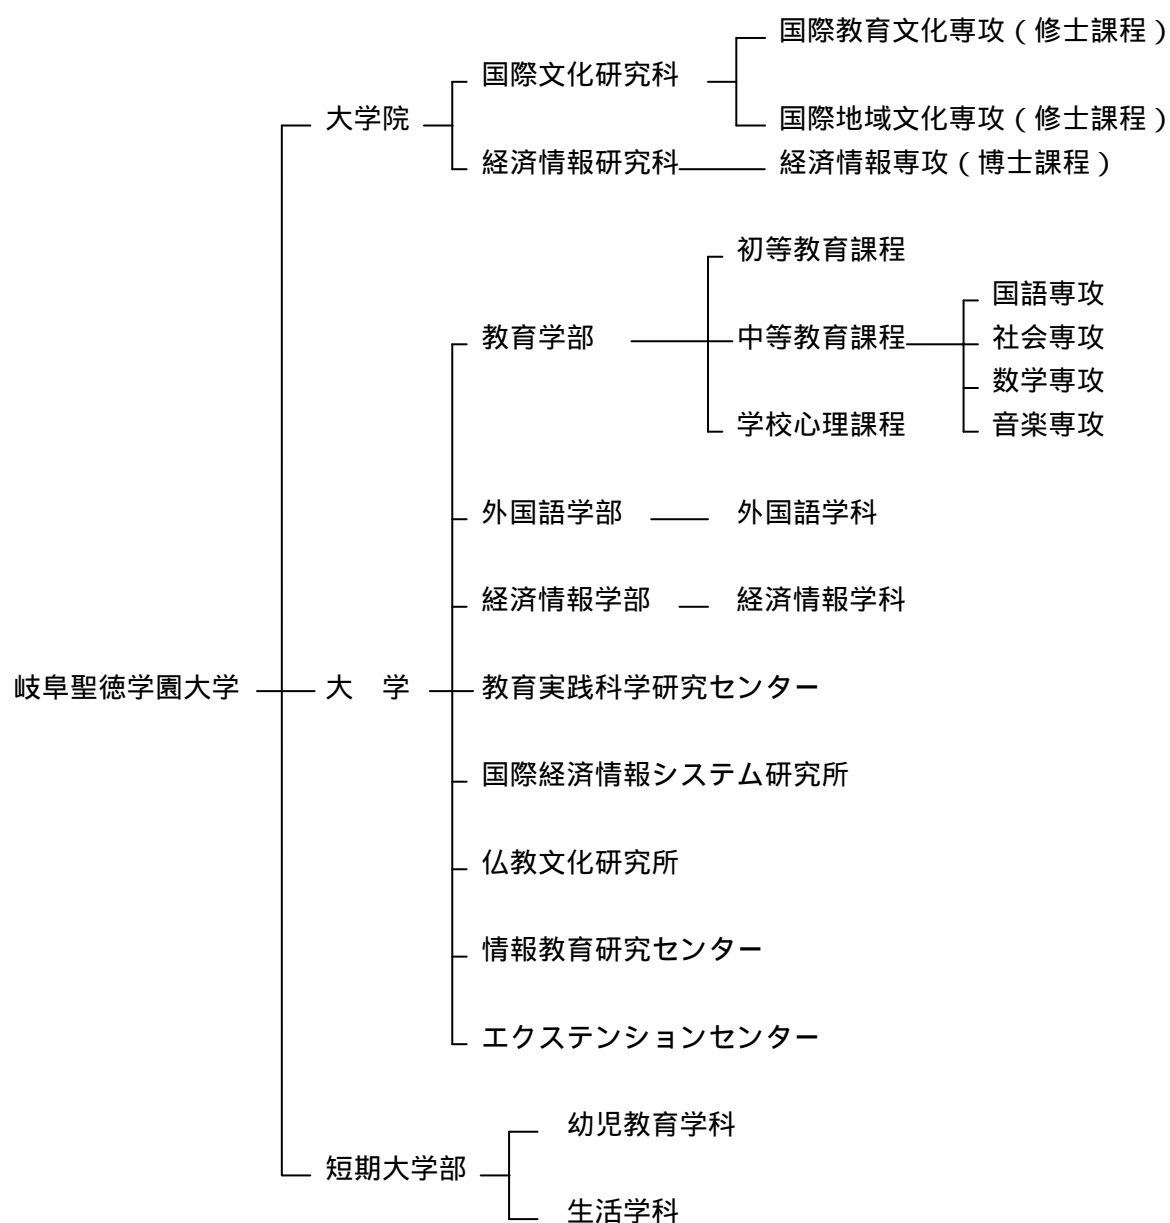 国際教育文化専攻(修士課程)
国際文化研究科
大学院
国際地域文化専攻(修士課程)
経済情報研究科 経済情報専攻(博士課程)
初等教育課程
国語専攻
教育学部 中等教育課程 社会専攻
数学専攻
学校心理課程 音楽専攻
外国語学部 外国語学科
経済情報学部 経済情報学科
岐阜聖徳学園大学 大 学 教育実践科学研究センター
国際経済情報システム研究所
仏教文化研究所
情報教育研究センター
エクステンションセンター
幼児教育学科
短期大学部
生活学科